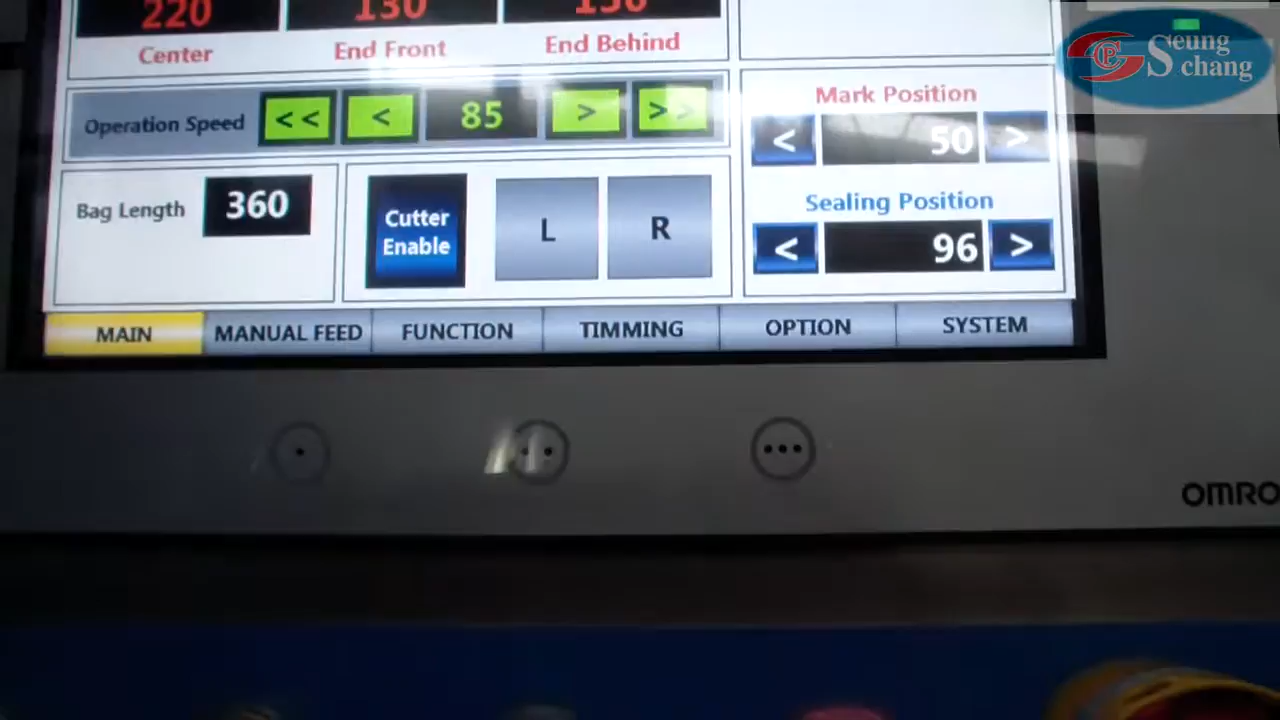 220 130 150
Center End Front End Behind
Operation Speed << < 85 > >>
Mark Position
< 50 >
Bag Length 360
Cutter
Enable
L R
Sealing Position
< 96 >
MAIN MANUAL FEED FUNCTION TIMMING OPTION SYSTEM
OMRO
Seung
chang